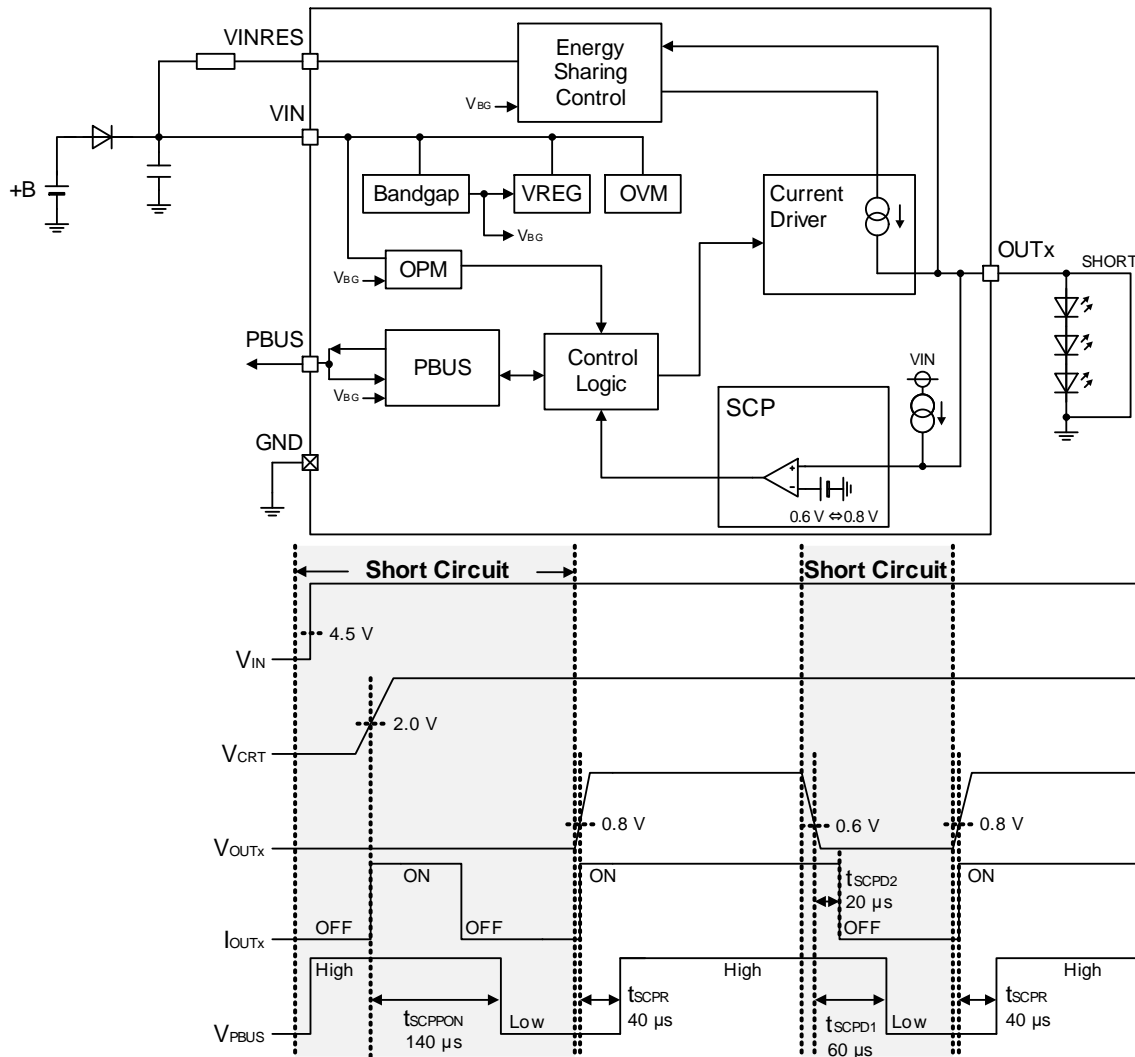 VINRES
Energy
Sharing
Control
VBG
VIN
+B
Bandgap
VREG
OVM
VBG
Current
Driver
OUTx
SHORT
VBG
OPM
PBUS
PBUS
VBG
Control
Logic
VIN
SCP
+
-
0.6 V ⇔ 0.8 V
GND
Short Circuit
Short Circuit
4.5 V
VIN
2.0 V
VCRT
0.8 V
0.6 V
0.8 V
VOUTx
ON
ON
tSCPD2
20 µs
ON
OFF
OFF
OFF
IOUTx
High
High
High
tSCPPON
140 µs
Low
tSCPR
40 µs
tSCPD1
60 µs
Low
tSCPR
40 µs
VPBUS